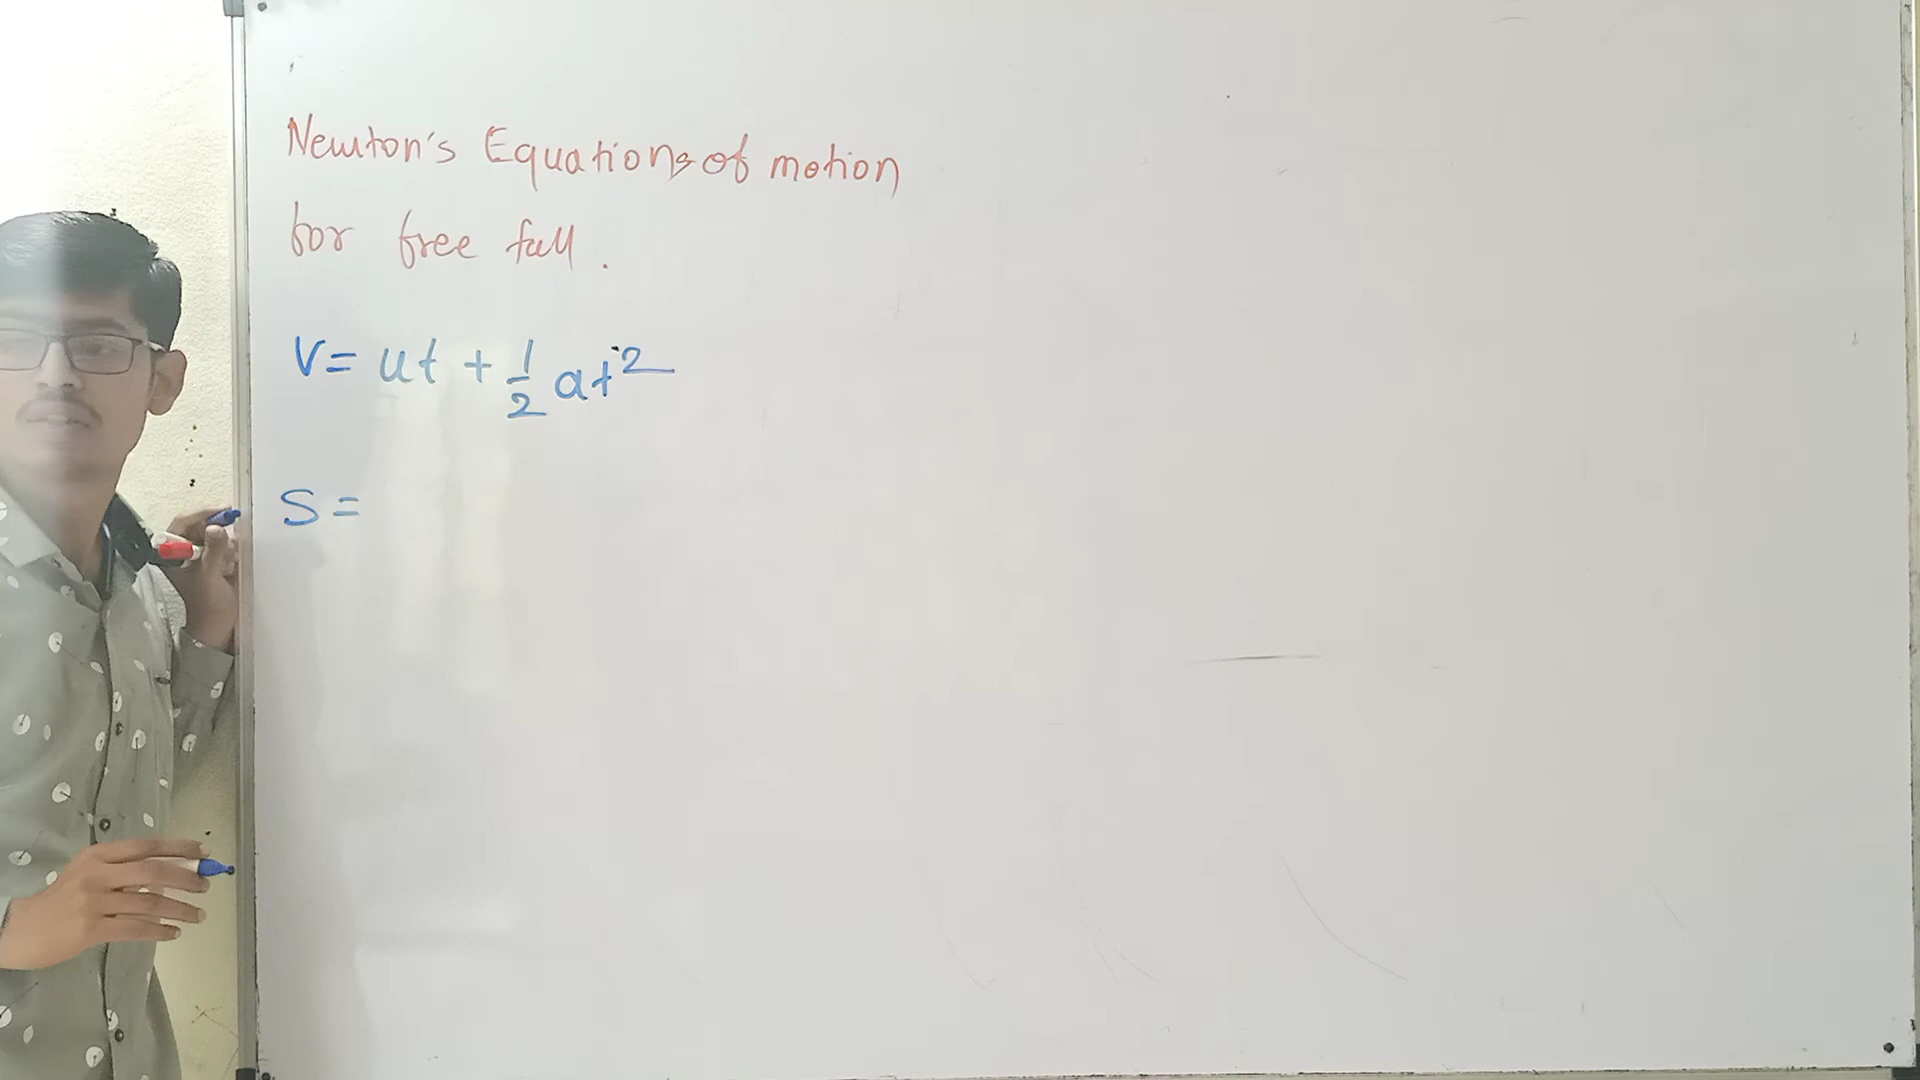 Newton's Equations of motion
for free fall.
V = ut + 1/2 at²
S =